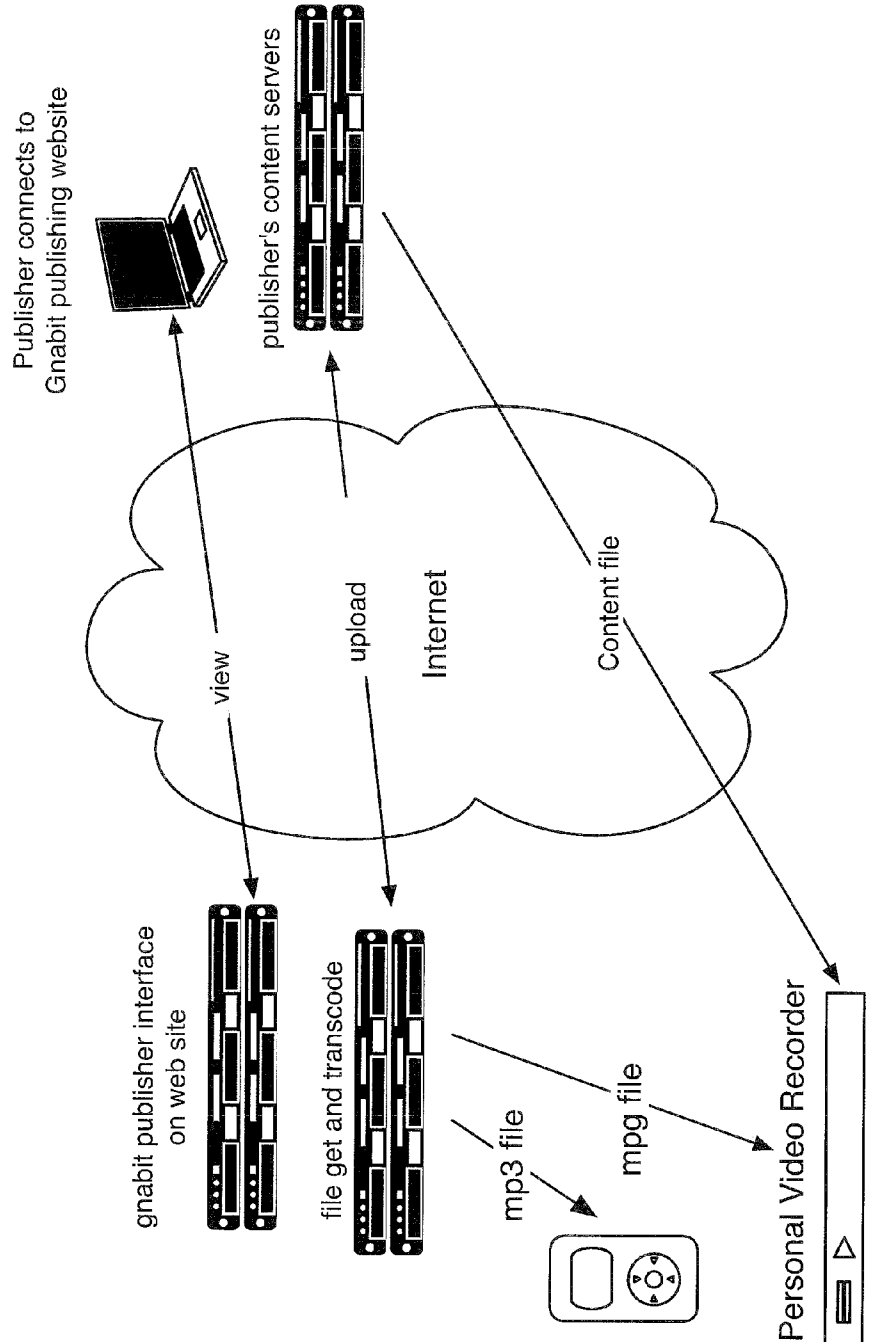 Publisher connects to
Gnabit publishing website
gnabit publisher interface
on web site
view
publisher's content servers
file get and transcode
upload
Internet
mp3 file
mpg file
Content file
Personal Video Recorder